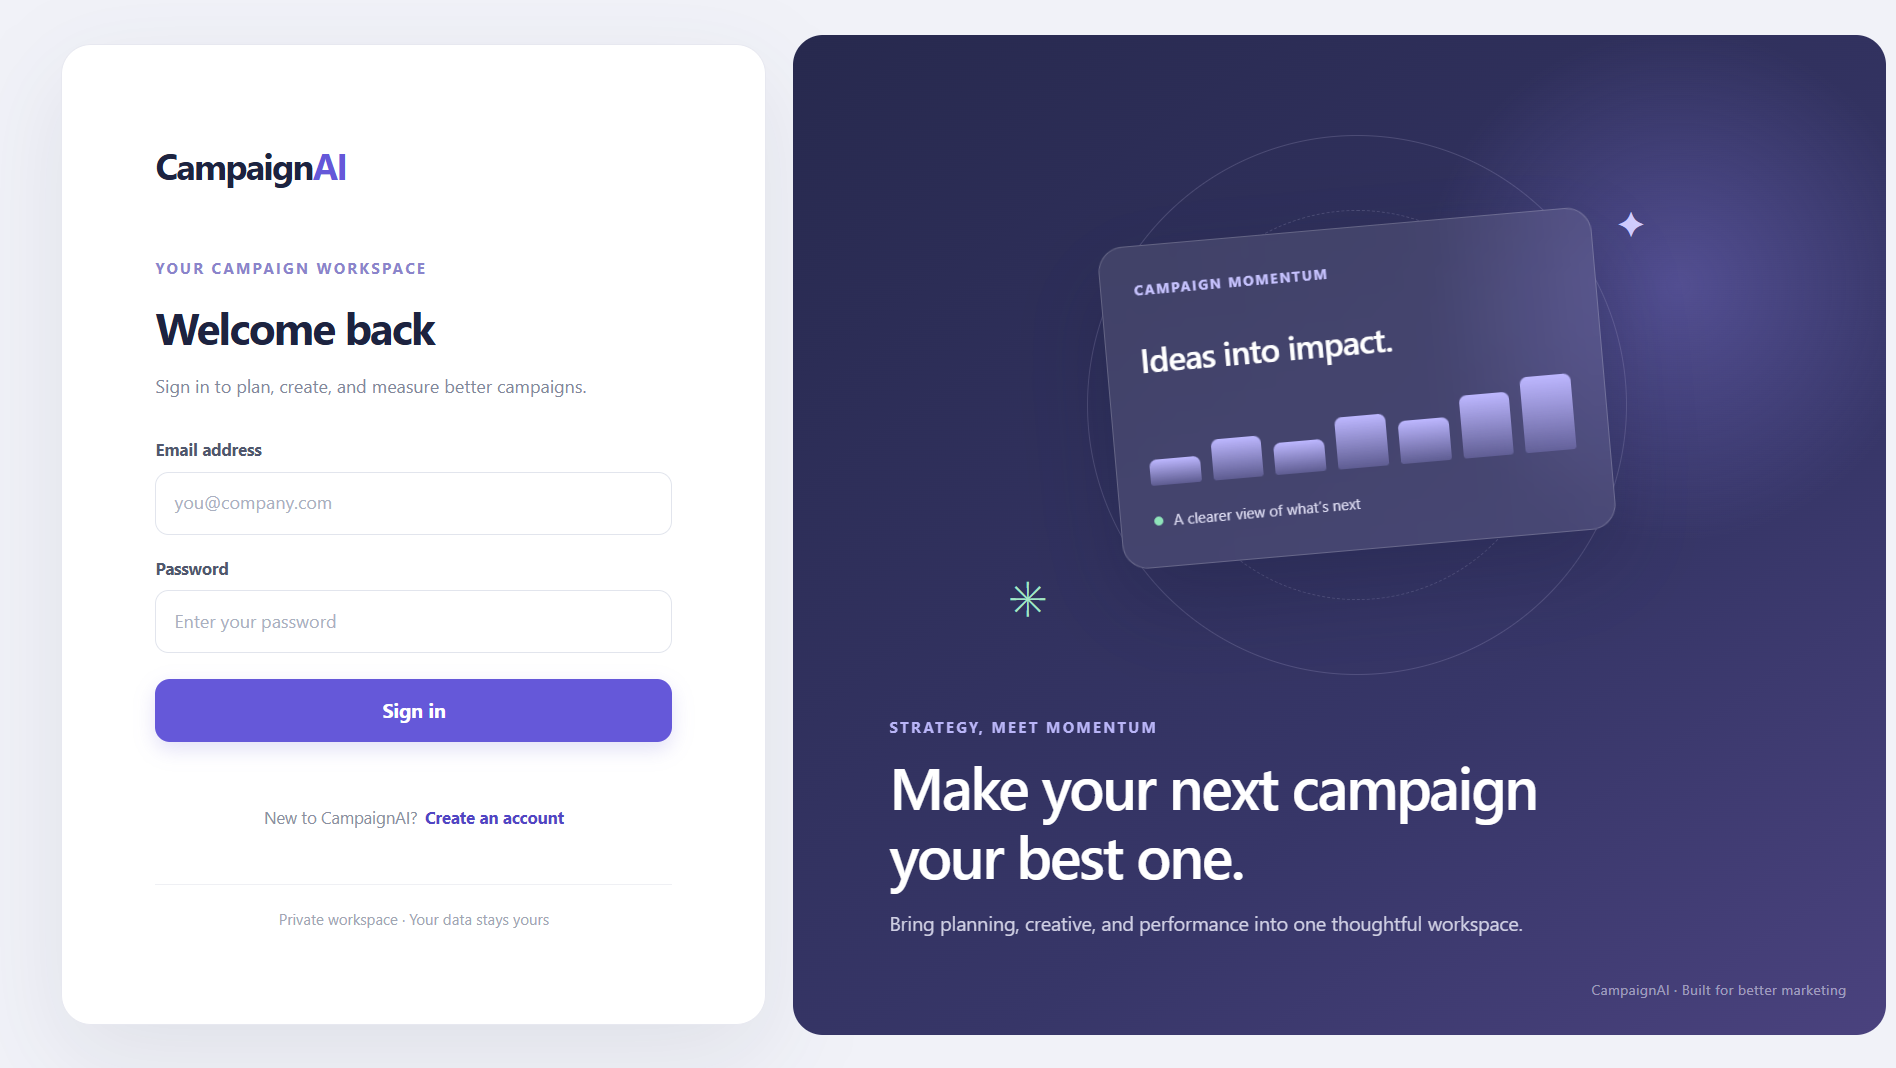 CampaignAI
YOUR CAMPAIGN WORKSPACE
Welcome back
Sign in to plan, create, and measure better campaigns.
Email address
you@company.com
Password
Enter your password
Sign in
New to CampaignAI? Create an account
Private workspace · Your data stays yours
CAMPAIGN MOMENTUM
Ideas into impact.
A clearer view of what's next
STRATEGY, MEET MOMENTUM
Make your next campaign
your best one.
Bring planning, creative, and performance into one thoughtful workspace.
CampaignAI · Built for better marketing